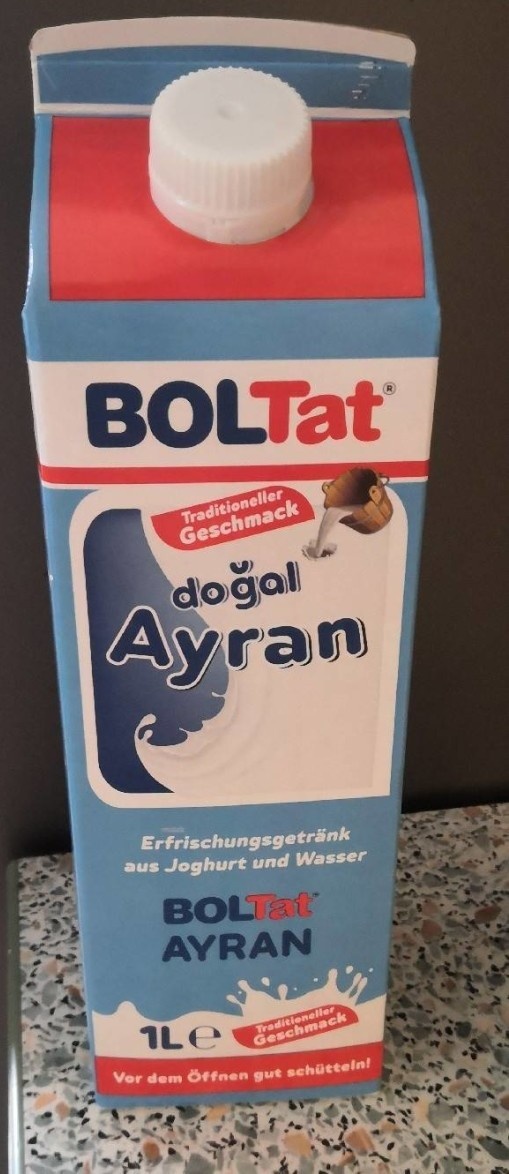 BOLTat®
Traditioneller
Geschmack
doğal
Ayran
Erfrischungsgetränk
aus Joghurt und Wasser
BOLTat
AYRAN
1L ℮
Traditioneller
Geschmack
Vor dem Öffnen gut schütteln!